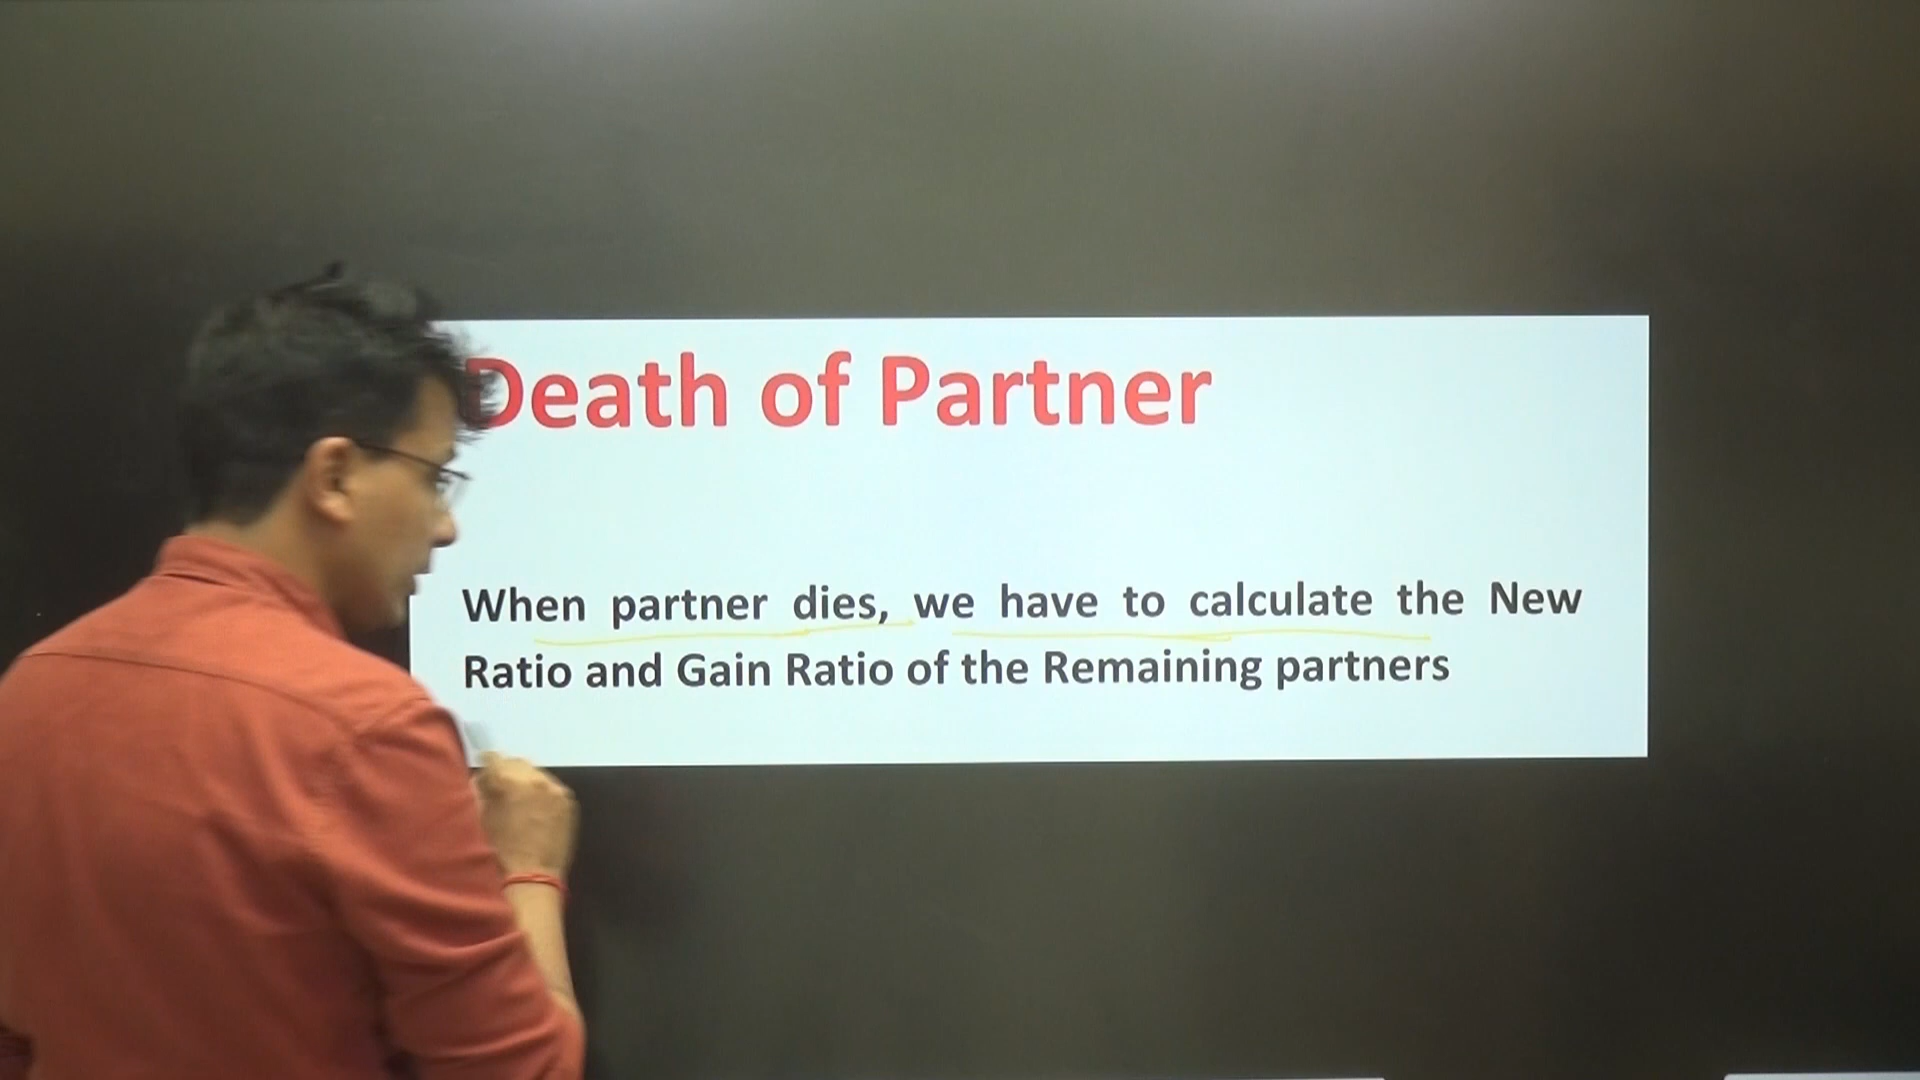 Death of Partner
When partner dies, we have to calculate the New
Ratio and Gain Ratio of the Remaining partners